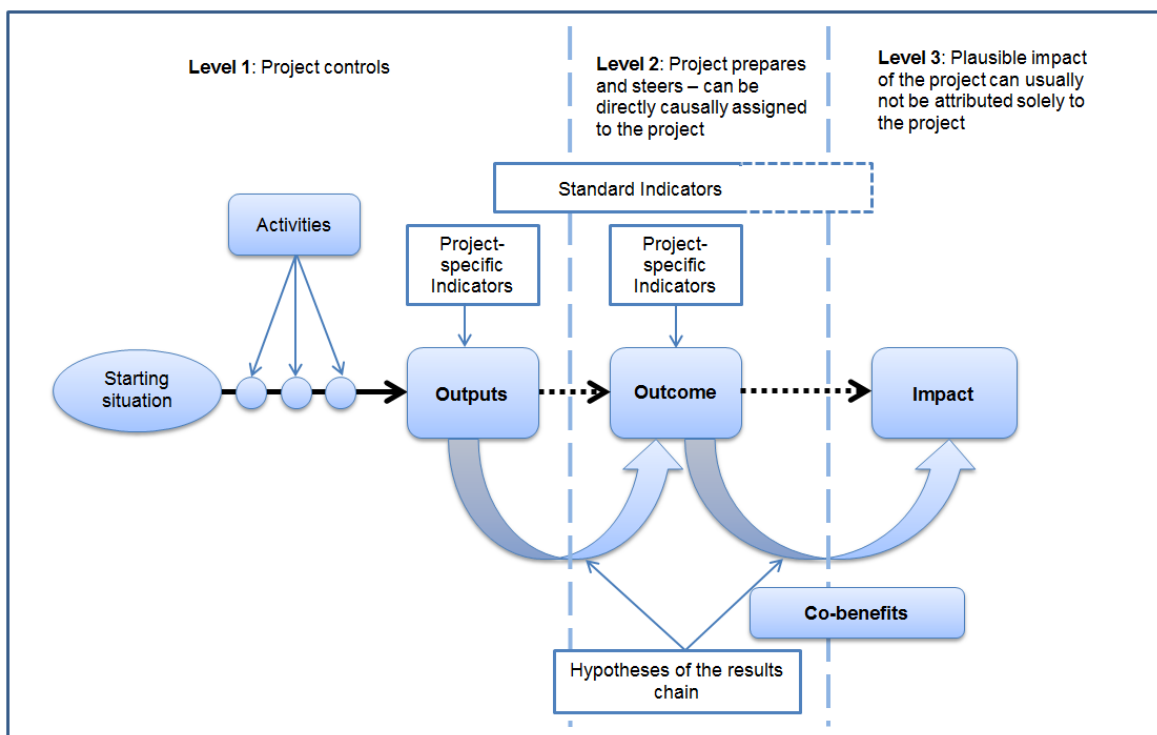 Level 1: Project controls
Level 2: Project prepares
and steers – can be
directly causally assigned
to the project
Level 3: Plausible impact
of the project can usually
not be attributed solely to
the project
Standard Indicators
Activities
Project-
specific
Indicators
Project-
specific
Indicators
Starting
situation
Outputs
Outcome
Impact
Co-benefits
Hypotheses of the results
chain